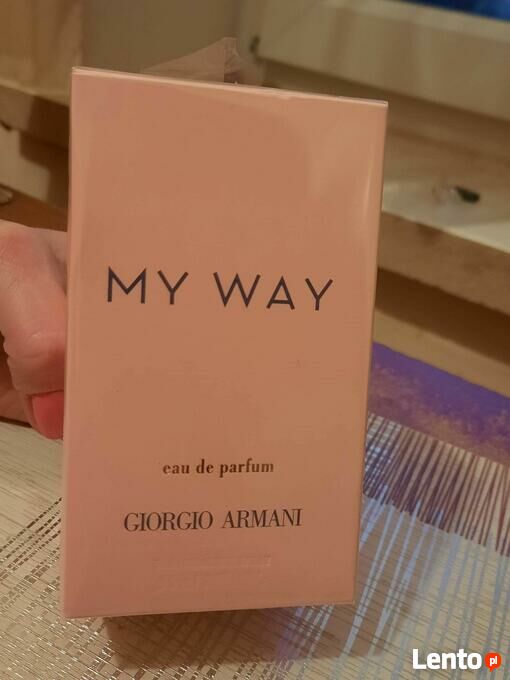 MY WAY
eau de parfum
GIORGIO ARMANI
Lento pl